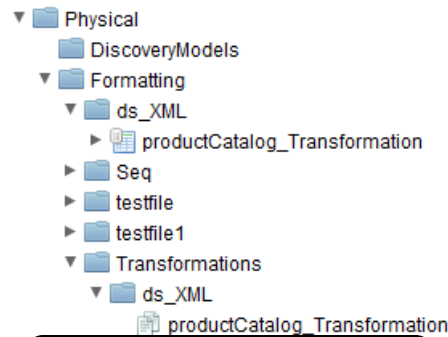 Physical
DiscoveryModels
Formatting
ds_XML
productCatalog_Transformation
Seq
testfile
testfile1
Transformations
ds_XML
productCatalog_Transformation